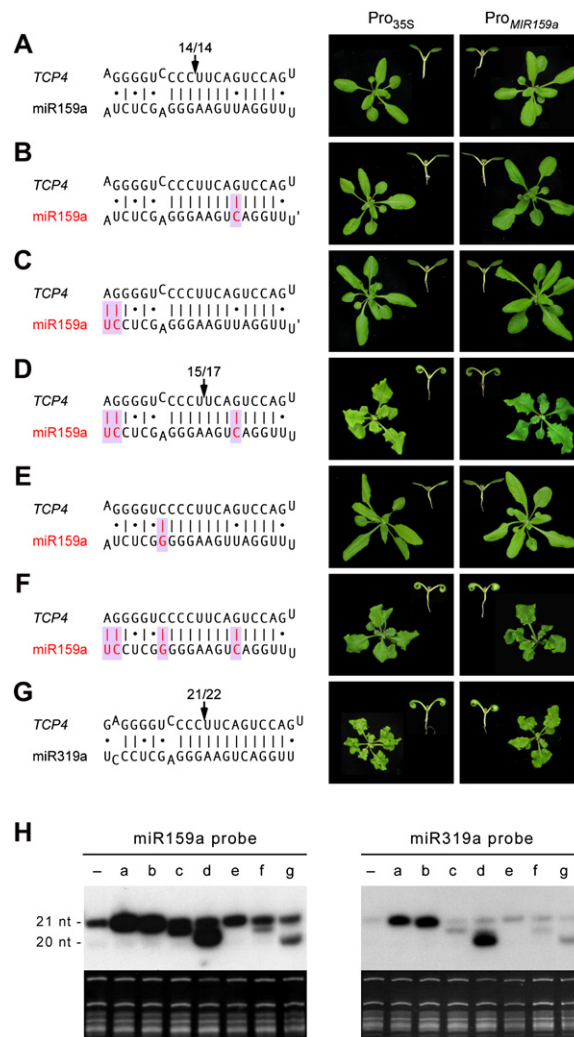 Pro35S ProMIR159a
A
14/14
TCP4 AGGGGUCCCCUUCAGUCCAGU
miR159a AUCUCGAGGGAAGUUAGGUUU
B
TCP4 AGGGGUCCCCUUCAGUCCAGU
miR159a AUCUCGAGGGAAGUCAGGUUU'
C
TCP4 AGGGGUCCCCUUCAGUCCAGU
miR159a UCCUCGAGGGAAGUUAGGUUU'
D
15/17
TCP4 AGGGGUCCCCUUCAGUCCAGU
miR159a UCCUCGAGGGAAGUCAGGUUU
E
TCP4 AGGGGUCCCCUUCAGUCCAGU
miR159a AUCUCGGGGGAAGUUAGGUUU
F
TCP4 AGGGGUCCCCUUCAGUCCAGU
miR159a UCCUCGGGGGAAGUCAGGUUU
G
21/22
TCP4 GAGGGGUCCCCUUCAGUCCAGU
miR319a UCCCUCGAGGGAAGUCAGGUU
H
miR159a probe miR319a probe
– a b c d e f g – a b c d e f g
21 nt -
20 nt -